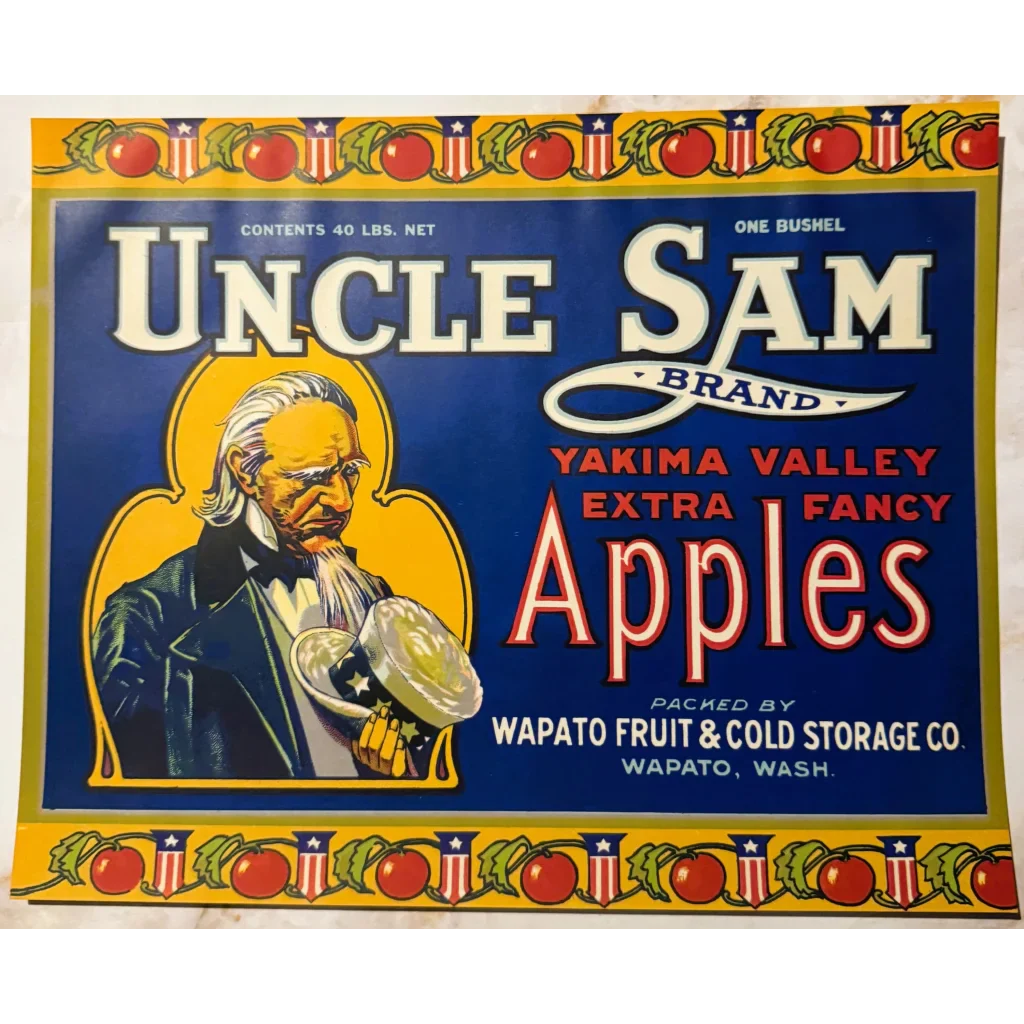 CONTENTS 40 LBS. NET
ONE BUSHEL
UNCLE SAM
BRAND
YAKIMA VALLEY
EXTRA FANCY
Apples
PACKED BY
WAPATO FRUIT & COLD STORAGE CO.
WAPATO, WASH.